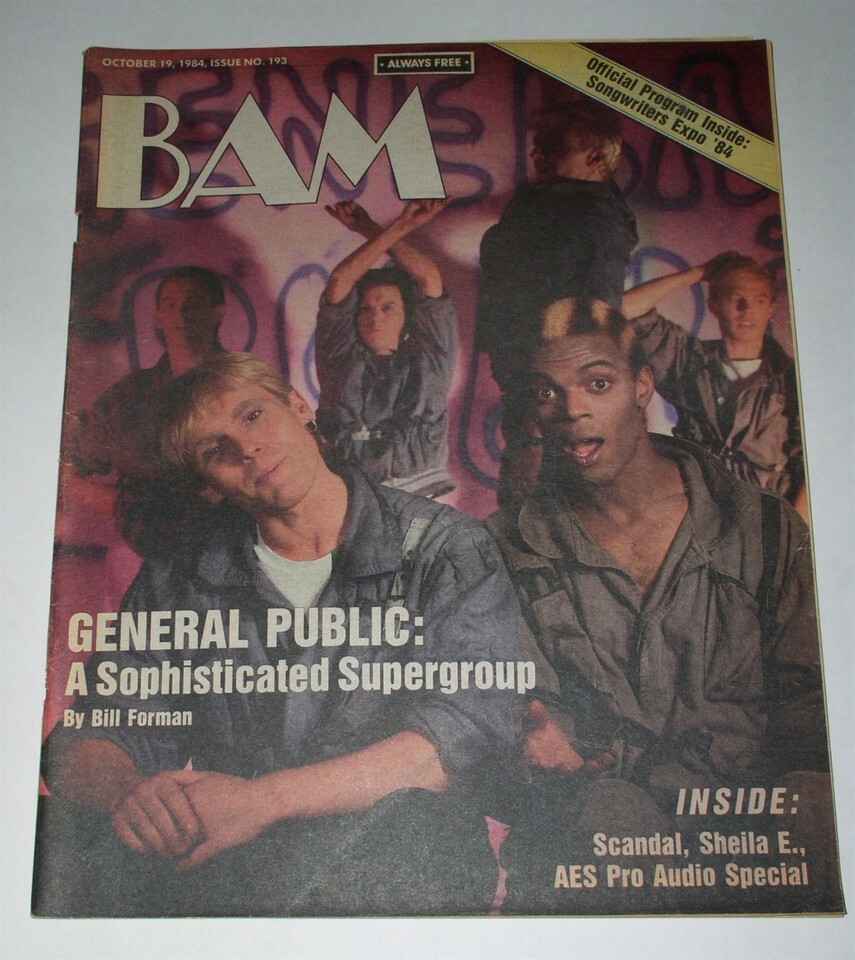 OCTOBER 19, 1984, ISSUE NO. 193
• ALWAYS FREE •
Official Program Inside:
Songwriters Expo '84
BAM
GENERAL PUBLIC:
A Sophisticated Supergroup
By Bill Forman
INSIDE:
Scandal, Sheila E.,
AES Pro Audio Special